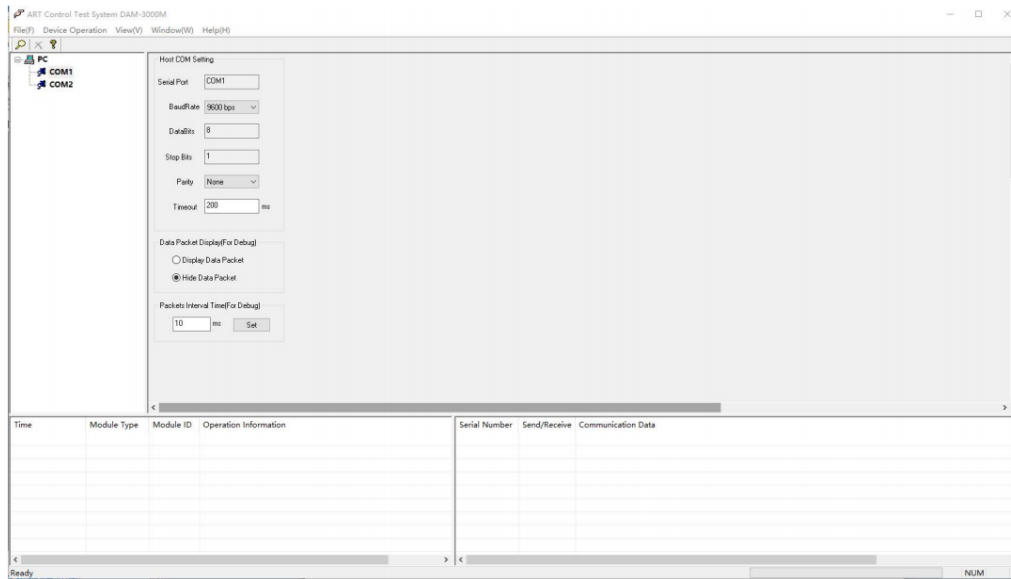 ART Control Test System DAM-3000M
File(F) Device Operation View(V) Window(W) Help(H)
PC
COM1
COM2
Host COM Setting
Serial Port COM1
BaudRate 9600 bps
DataBits 8
Stop Bits 1
Parity None
Timeout 200 ms
Data Packet Display(For Debug)
Display Data Packet
Hide Data Packet
Packets Interval Time(For Debug)
10 ms Set
Time Module Type Module ID Operation Information
Serial Number Send/Receive Communication Data
Ready NUM